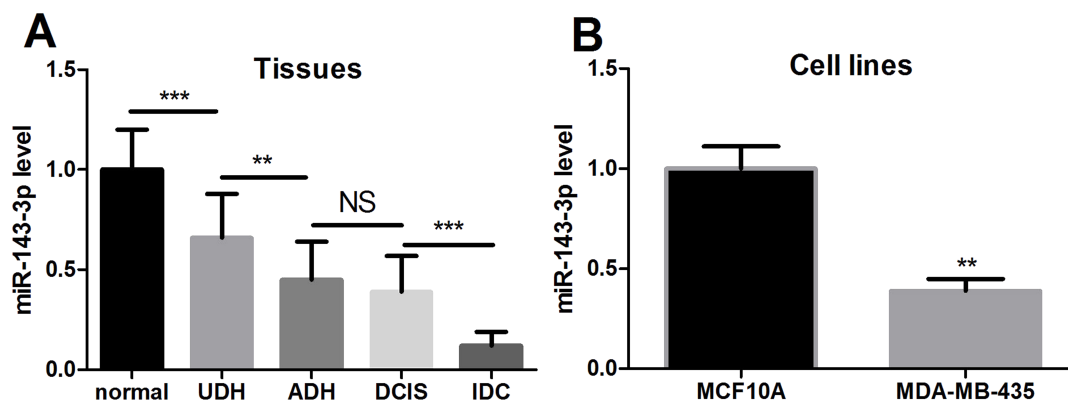 A
Tissues
miR-143-3p level
1.5
1.0
0.5
0.0
***
**
NS
***
normal UDH ADH DCIS IDC
B
Cell lines
miR-143-3p level
1.5
1.0
0.5
0.0
**
MCF10A MDA-MB-435